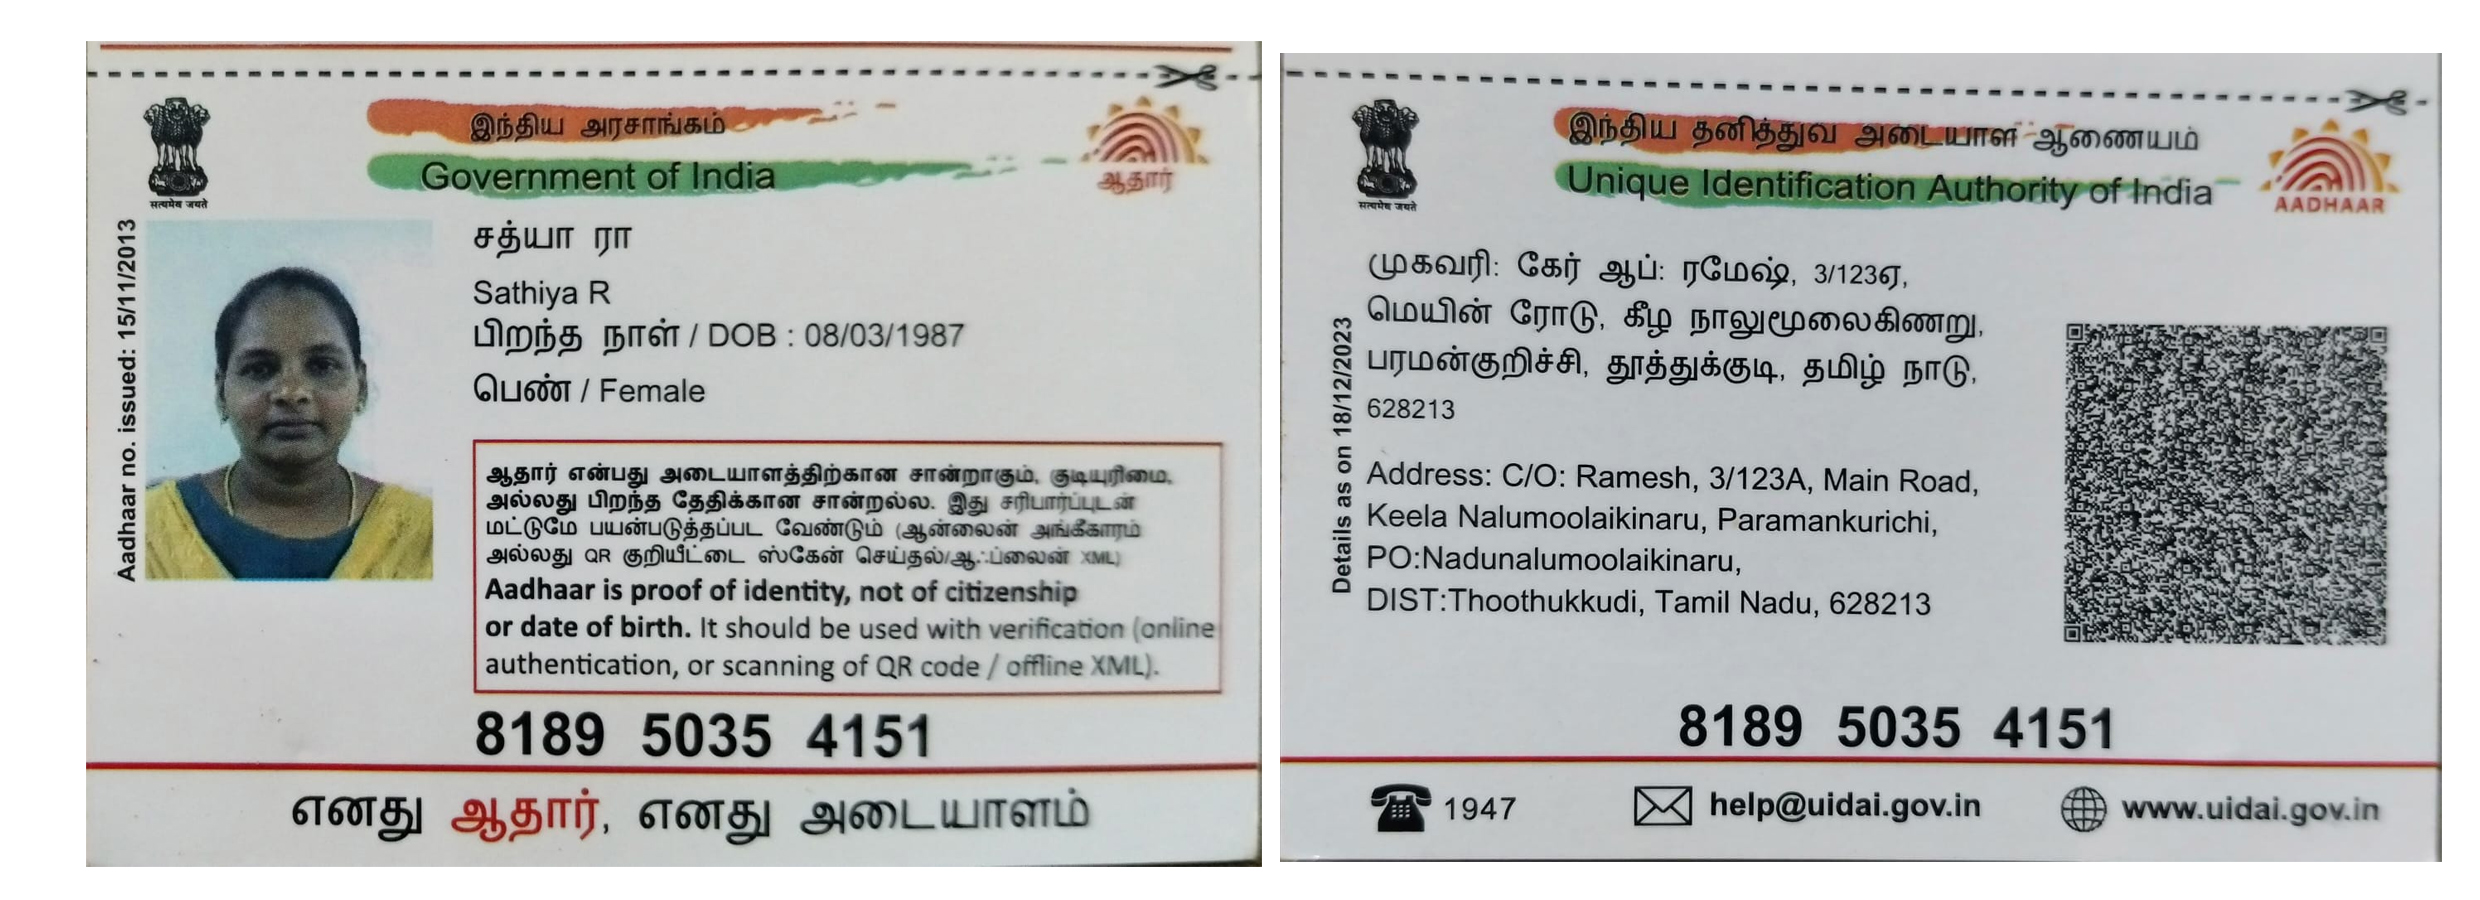 இந்திய அரசாங்கம்
Government of India
ஆதார்
सत्यमेव जयते
Aadhaar no. issued: 15/11/2013
சத்யா ரா
Sathiya R
பிறந்த நாள் / DOB : 08/03/1987
பெண் / Female
ஆதார் என்பது அடையாளத்திற்கான சான்றாகும், குடியுரிமை,
அல்லது பிறந்த தேதிக்கான சான்றல்ல. இது சரிபார்ப்புடன்
மட்டுமே பயன்படுத்தப்பட வேண்டும் (ஆன்லைன் அங்கீகாரம்
அல்லது QR குறியீட்டை ஸ்கேன் செய்தல்/ஆஃப்லைன் XML)
Aadhaar is proof of identity, not of citizenship
or date of birth. It should be used with verification (online
authentication, or scanning of QR code / offline XML).
8189 5035 4151
எனது ஆதார், எனது அடையாளம்
இந்திய தனித்துவ அடையாள ஆணையம்
Unique Identification Authority of India
AADHAAR
सत्यमेव जयते
Details as on 18/12/2023
முகவரி: கேர் ஆப்: ரமேஷ், 3/123ஏ,
மெயின் ரோடு, கீழ நாலுமூலைகிணறு,
பரமன்குறிச்சி, தூத்துக்குடி, தமிழ் நாடு,
628213
Address: C/O: Ramesh, 3/123A, Main Road,
Keela Nalumoolaikinaru, Paramankurichi,
PO:Nadunalumoolaikinaru,
DIST:Thoothukkudi, Tamil Nadu, 628213
8189 5035 4151
1947
help@uidai.gov.in
www.uidai.gov.in